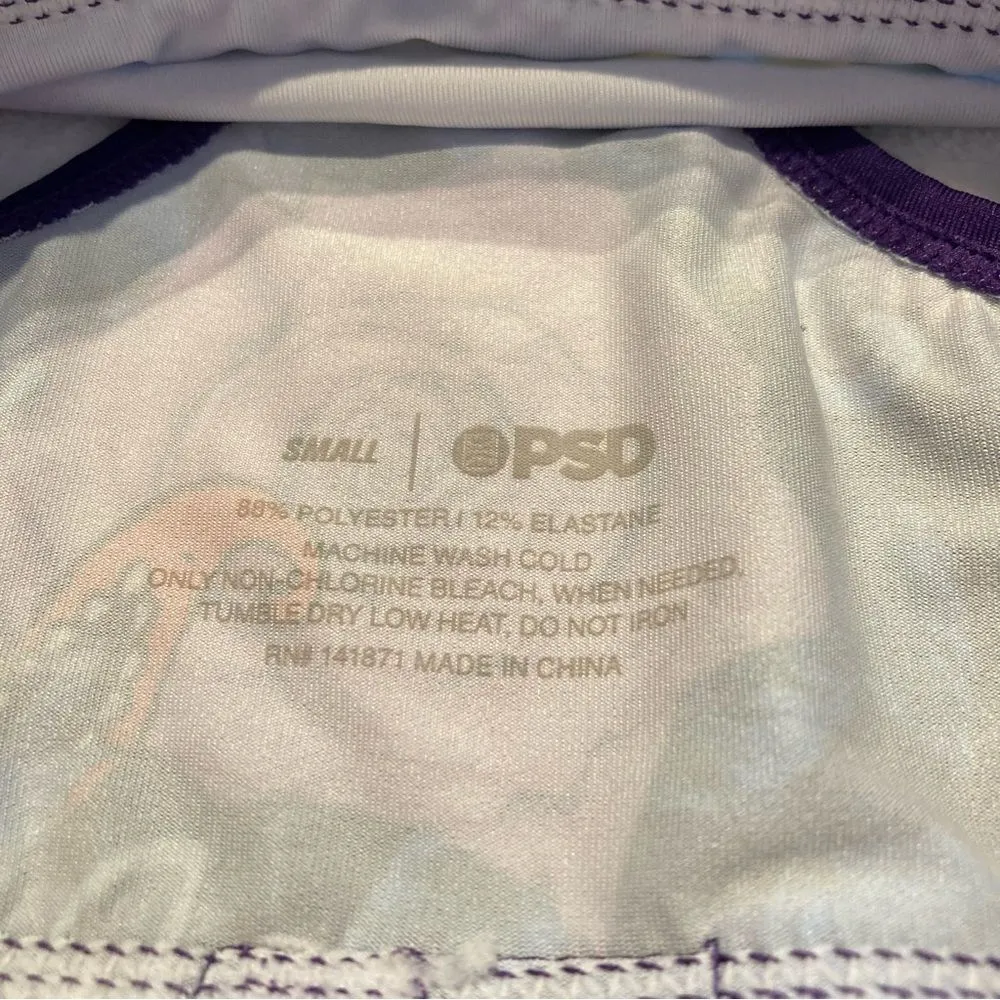 SMALL | PSD
88% POLYESTER | 12% ELASTANE
MACHINE WASH COLD
ONLY NON-CHLORINE BLEACH, WHEN NEEDED,
TUMBLE DRY LOW HEAT, DO NOT IRON
RN# 141871 MADE IN CHINA